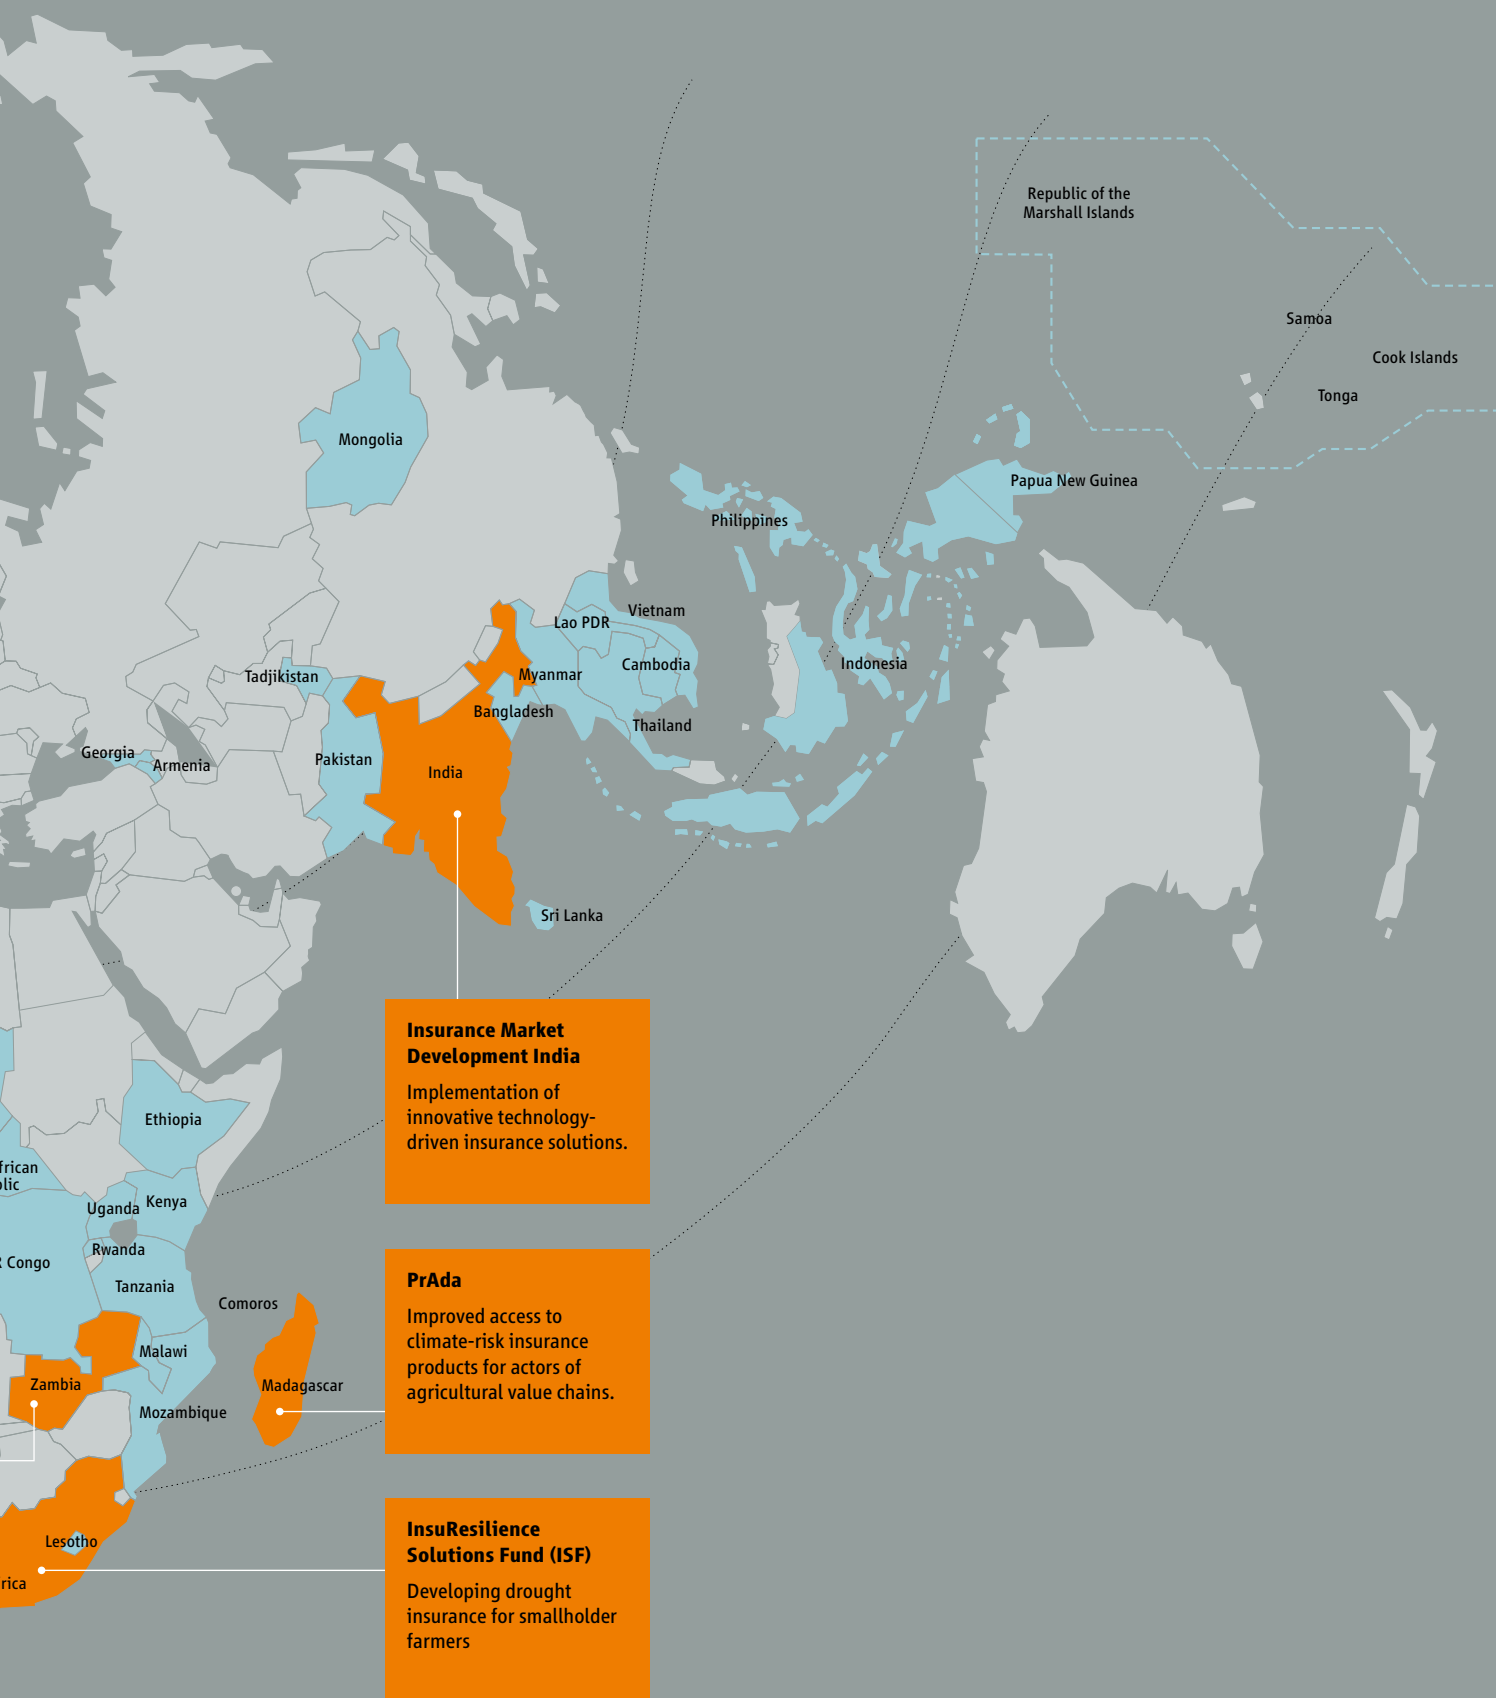 Republic of the
Marshall Islands
Samoa
Cook Islands
Tonga
Mongolia
Papua New Guinea
Philippines
Vietnam
Lao PDR
Cambodia
Indonesia
Tadjikistan
Myanmar
Bangladesh
Thailand
Georgia
Armenia
Pakistan
India
Sri Lanka
Insurance Market
Development India
Implementation of
innovative technology-
driven insurance solutions.
Ethiopia
frican
blic
Uganda
Kenya
Rwanda
R Congo
Tanzania
Comoros
PrAda
Improved access to
climate-risk insurance
products for actors of
agricultural value chains.
Malawi
Zambia
Madagascar
Mozambique
InsuResilience
Solutions Fund (ISF)
Developing drought
insurance for smallholder
farmers
Lesotho
rica